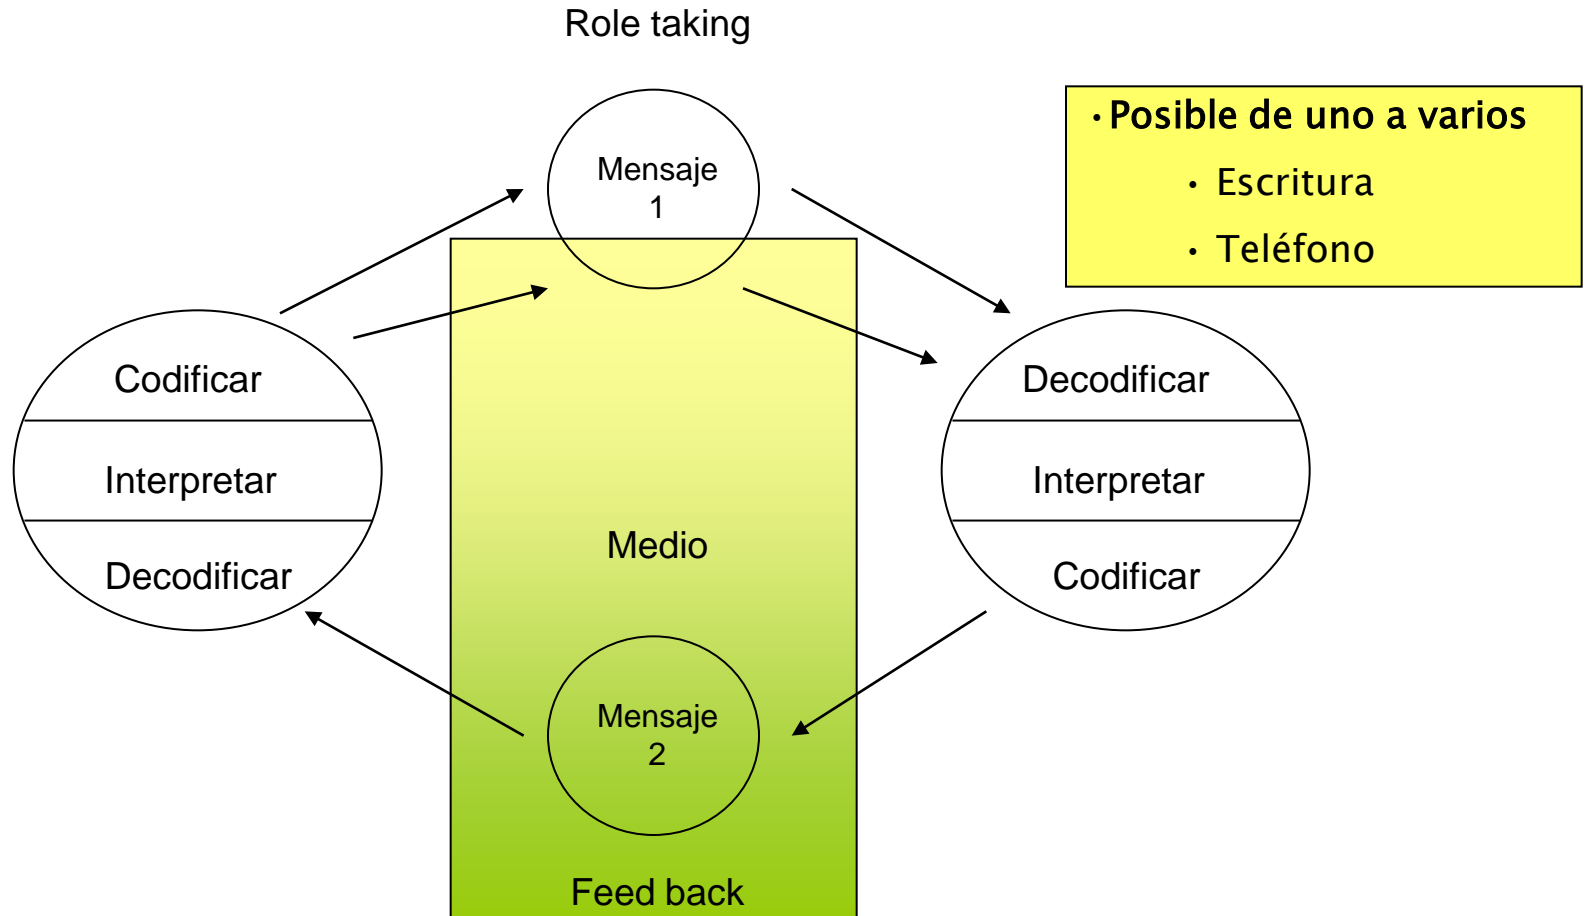 Role taking
Mensaje
1
· Posible de uno a varios
· Escritura
· Teléfono
Codificar
Interpretar
Decodificar
Decodificar
Interpretar
Codificar
Medio
Mensaje
2
Feed back